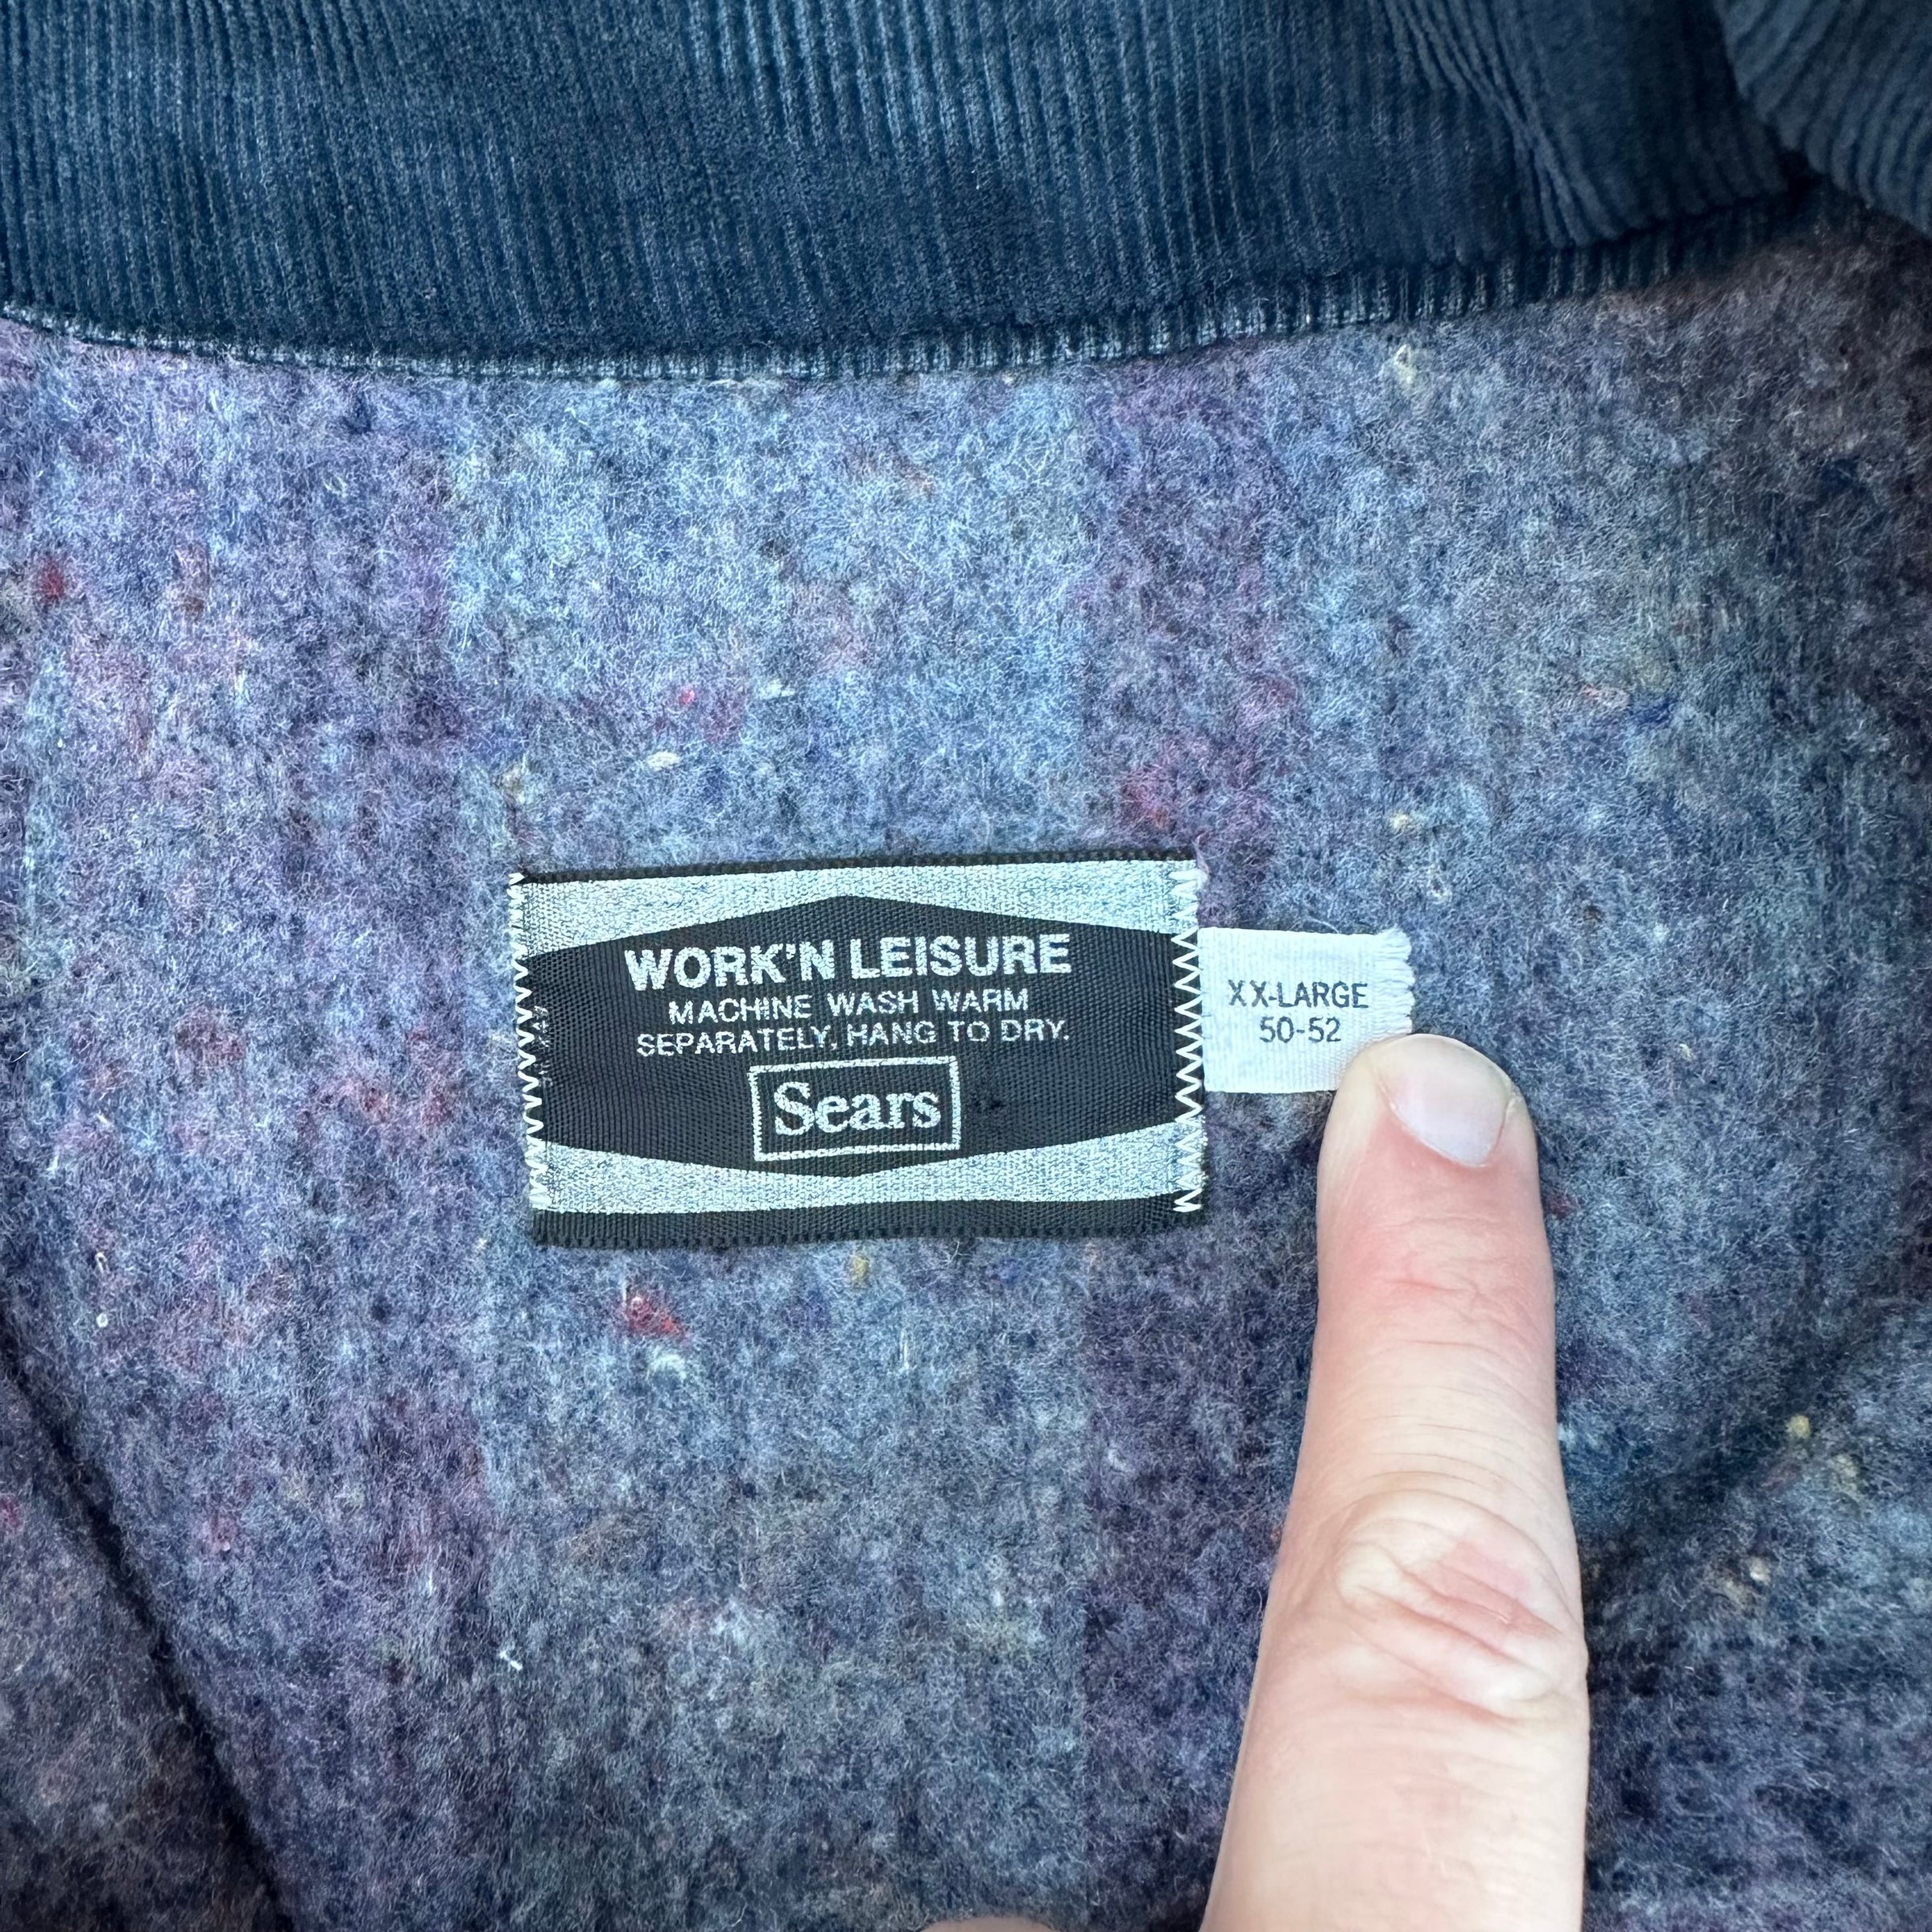 WORK'N LEISURE
MACHINE WASH WARM
SEPARATELY, HANG TO DRY.
Sears
XX-LARGE
50-52